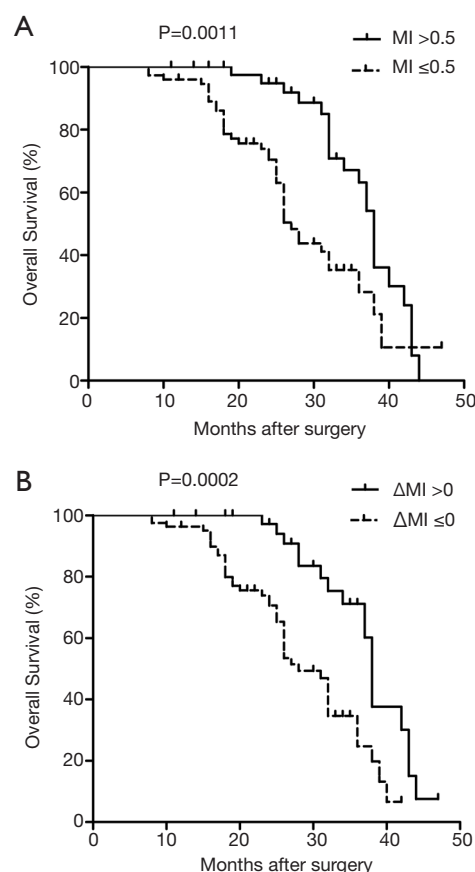 A
P=0.0011
MI >0.5
MI ≤0.5
100
80
60
40
20
0
Overall Survival (%)
0 10 20 30 40 50
Months after surgery
B
P=0.0002
ΔMI >0
ΔMI ≤0
100
80
60
40
20
0
Overall Survival (%)
0 10 20 30 40 50
Months after surgery